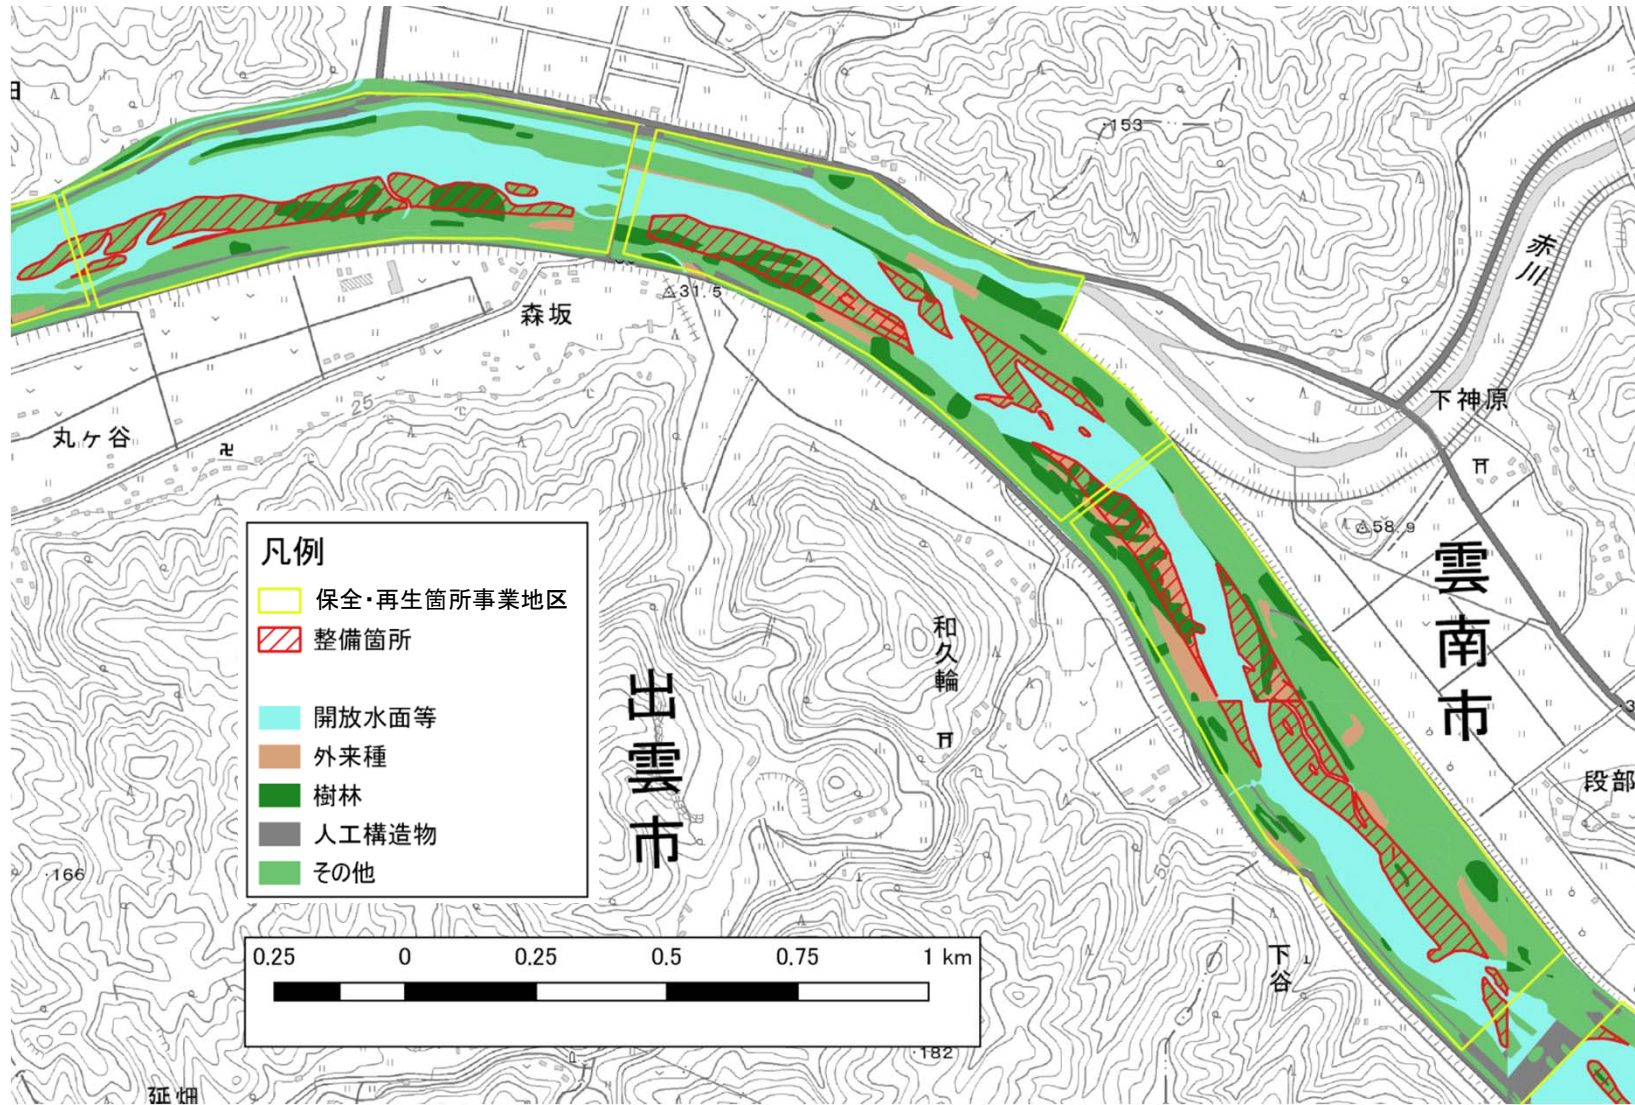 153
赤川
31.5
森坂
25
丸ヶ谷
下神原
58.9
雲南市
凡例
保全・再生箇所事業地区
整備箇所
開放水面等
外来種
樹林
人工構造物
その他
和久輪
出雲市
段部
166
0.25 0 0.25 0.5 0.75 1 km
下谷
182
延畑